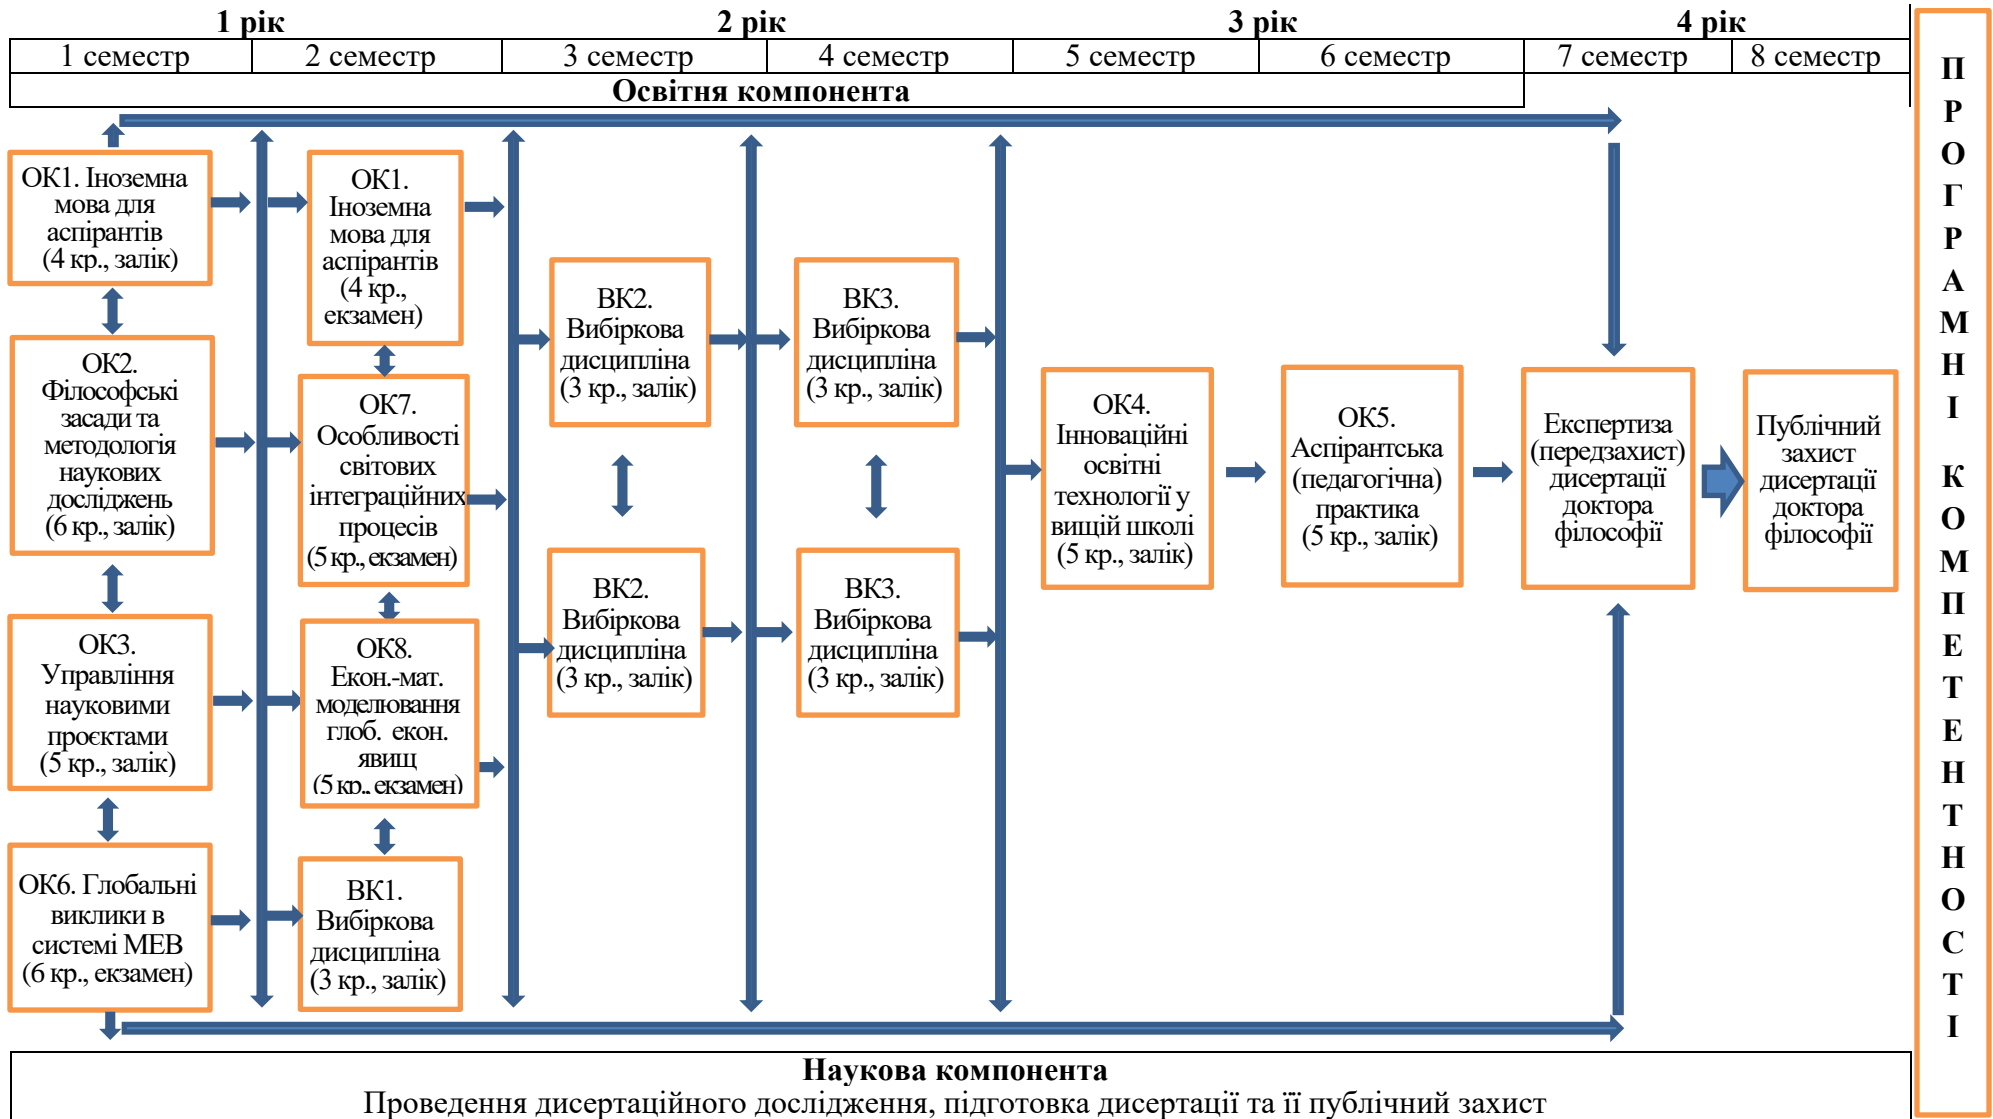 1 рік
2 рік
3 рік
4 рік
1 семестр
2 семестр
3 семестр
4 семестр
5 семестр
6 семестр
7 семестр
8 семестр
Освітня компонента
ОК1. Іноземна
мова для
аспірантів
(4 кр., залік)
ОК2.
Філософські
засади та
методологія
наукових
досліджень
(6 кр., залік)
ОК3.
Управління
науковими
проєктами
(5 кр., залік)
ОК6. Глобальні
виклики в
системі МЕВ
(6 кр., екзамен)
ОК1.
Іноземна
мова для
аспірантів
(4 кр.,
екзамен)
ОК7.
Особливості
світових
інтеграційних
процесів
(5 кр., екзамен)
ОК8.
Екон.-мат.
моделювання
глоб. екон.
явищ
(5 кр., екзамен)
ВК1.
Вибіркова
дисципліна
(3 кр., залік)
ВК2.
Вибіркова
дисципліна
(3 кр., залік)
ВК2.
Вибіркова
дисципліна
(3 кр., залік)
ВК3.
Вибіркова
дисципліна
(3 кр., залік)
ВК3.
Вибіркова
дисципліна
(3 кр., залік)
ОК4.
Інноваційні
освітні
технології у
вищій школі
(5 кр., залік)
ОК5.
Аспірантська
(педагогічна)
практика
(5 кр., залік)
Експертиза
(передзахист)
дисертації
доктора
філософії
Публічний
захист
дисертації
доктора
філософії
ПРОГРАМНІ КОМПЕТЕНТНОСТІ
Наукова компонента
Проведення дисертаційного дослідження, підготовка дисертації та її публічний захист